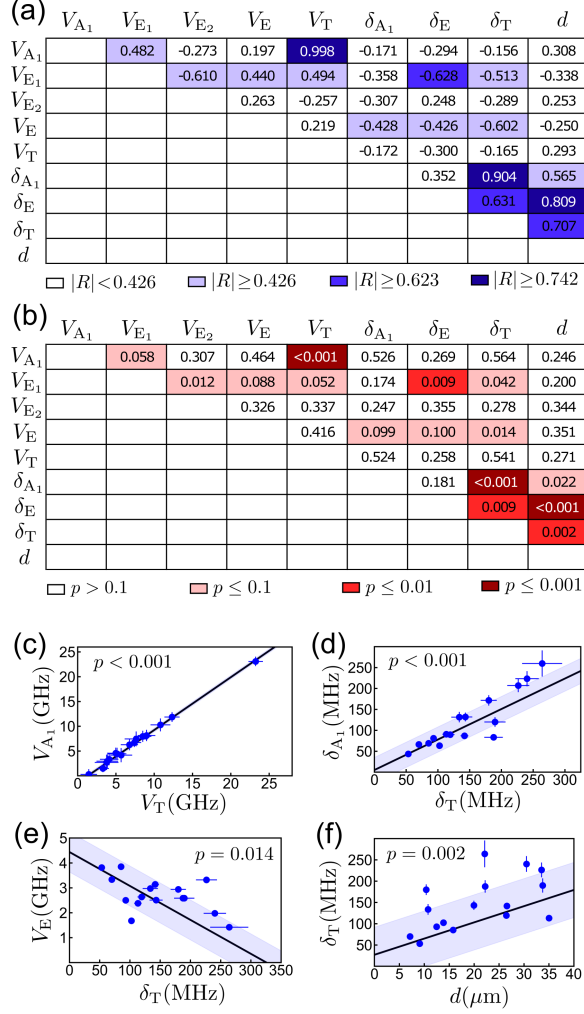 (a)
V_A1 V_E1 V_E2 V_E V_T δ_A1 δ_E δ_T d
V_A1 0.482 -0.273 0.197 0.998 -0.171 -0.294 -0.156 0.308
V_E1 -0.610 0.440 0.494 -0.358 -0.628 -0.513 -0.338
V_E2 0.263 -0.257 -0.307 0.248 -0.289 0.253
V_E 0.219 -0.428 -0.426 -0.602 -0.250
V_T -0.172 -0.300 -0.165 0.293
δ_A1 0.352 0.904 0.565
δ_E 0.631 0.809
δ_T 0.707
d
|R|<0.426 |R|≥0.426 |R|≥0.623 |R|≥0.742
(b)
V_A1 V_E1 V_E2 V_E V_T δ_A1 δ_E δ_T d
V_A1 0.058 0.307 0.464 <0.001 0.526 0.269 0.564 0.246
V_E1 0.012 0.088 0.052 0.174 0.009 0.042 0.200
V_E2 0.326 0.337 0.247 0.355 0.278 0.344
V_E 0.416 0.099 0.100 0.014 0.351
V_T 0.524 0.258 0.541 0.271
δ_A1 0.181 <0.001 0.022
δ_E 0.009 <0.001
δ_T 0.002
d
p > 0.1 p ≤ 0.1 p ≤ 0.01 p ≤ 0.001
(c)
p < 0.001
V_A1(GHz)
25
15
5
0 5 10 15 20 25
V_T(GHz)
(d)
p < 0.001
δ_A1(MHz)
250
200
150
100
50
0 50 100 150 200 250 300
δ_T(MHz)
(e)
p = 0.014
V_E(GHz)
5
4
3
2
1
0 50 100 150 200 250 300 350
δ_T(MHz)
(f)
p = 0.002
δ_T(MHz)
250
200
150
100
50
0 5 10 15 20 25 30 35 40
d(μm)